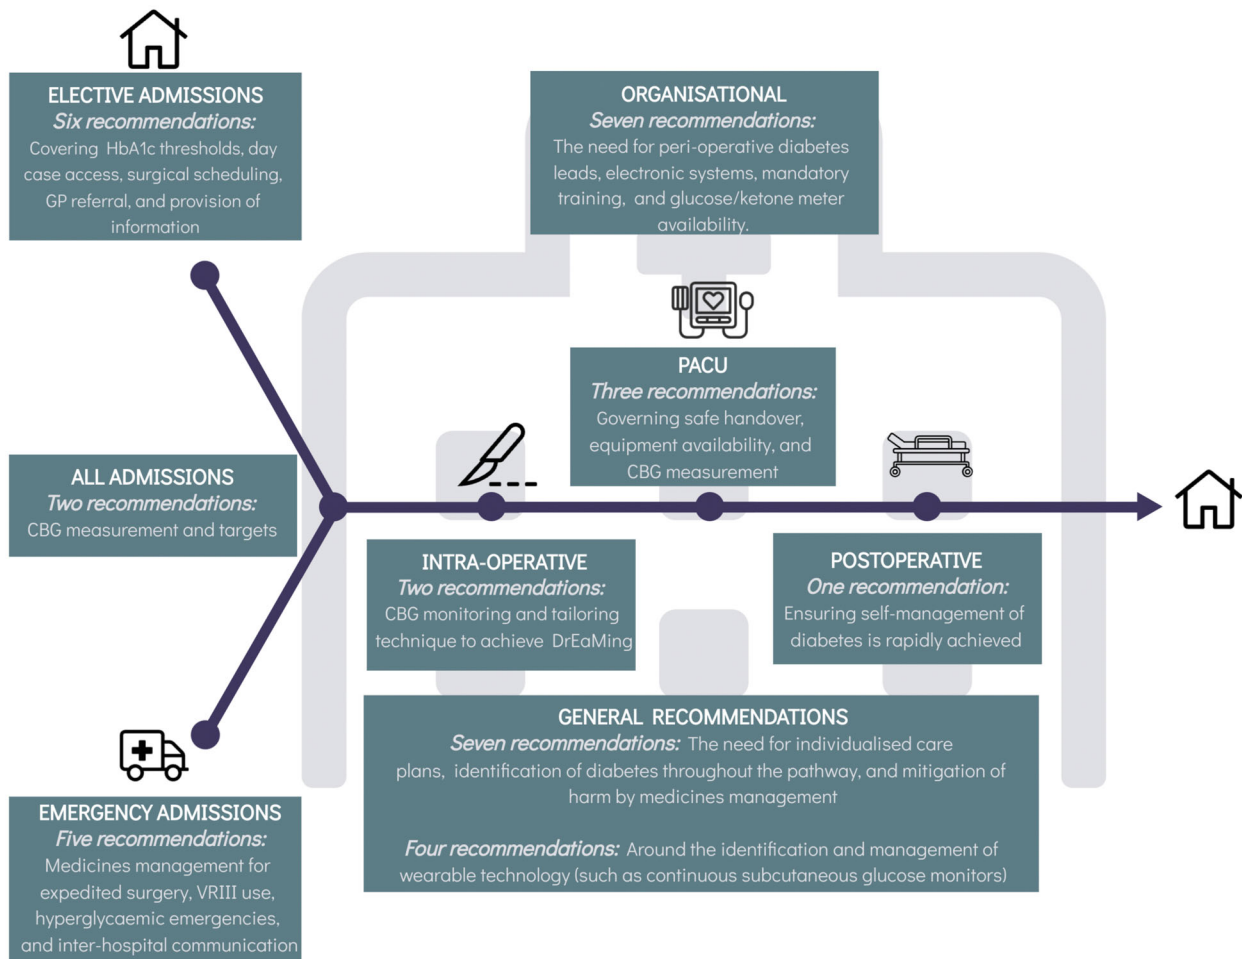 ELECTIVE ADMISSIONS
Six recommendations:
Covering HbA1c thresholds, day
case access, surgical scheduling,
GP referral, and provision of
information
ORGANISATIONAL
Seven recommendations:
The need for peri-operative diabetes
leads, electronic systems, mandatory
training, and glucose/ketone meter
availability.
PACU
Three recommendations:
Governing safe handover,
equipment availability, and
CBG measurement
ALL ADMISSIONS
Two recommendations:
CBG measurement and targets
INTRA-OPERATIVE
Two recommendations:
CBG monitoring and tailoring
technique to achieve DrEaMing
POSTOPERATIVE
One recommendation:
Ensuring self-management of
diabetes is rapidly achieved
GENERAL RECOMMENDATIONS
Seven recommendations: The need for individualised care
plans, identification of diabetes throughout the pathway, and mitigation of
harm by medicines management
Four recommendations: Around the identification and management of
wearable technology (such as continuous subcutaneous glucose monitors)
EMERGENCY ADMISSIONS
Five recommendations:
Medicines management for
expedited surgery, VRIII use,
hyperglycaemic emergencies,
and inter-hospital communication